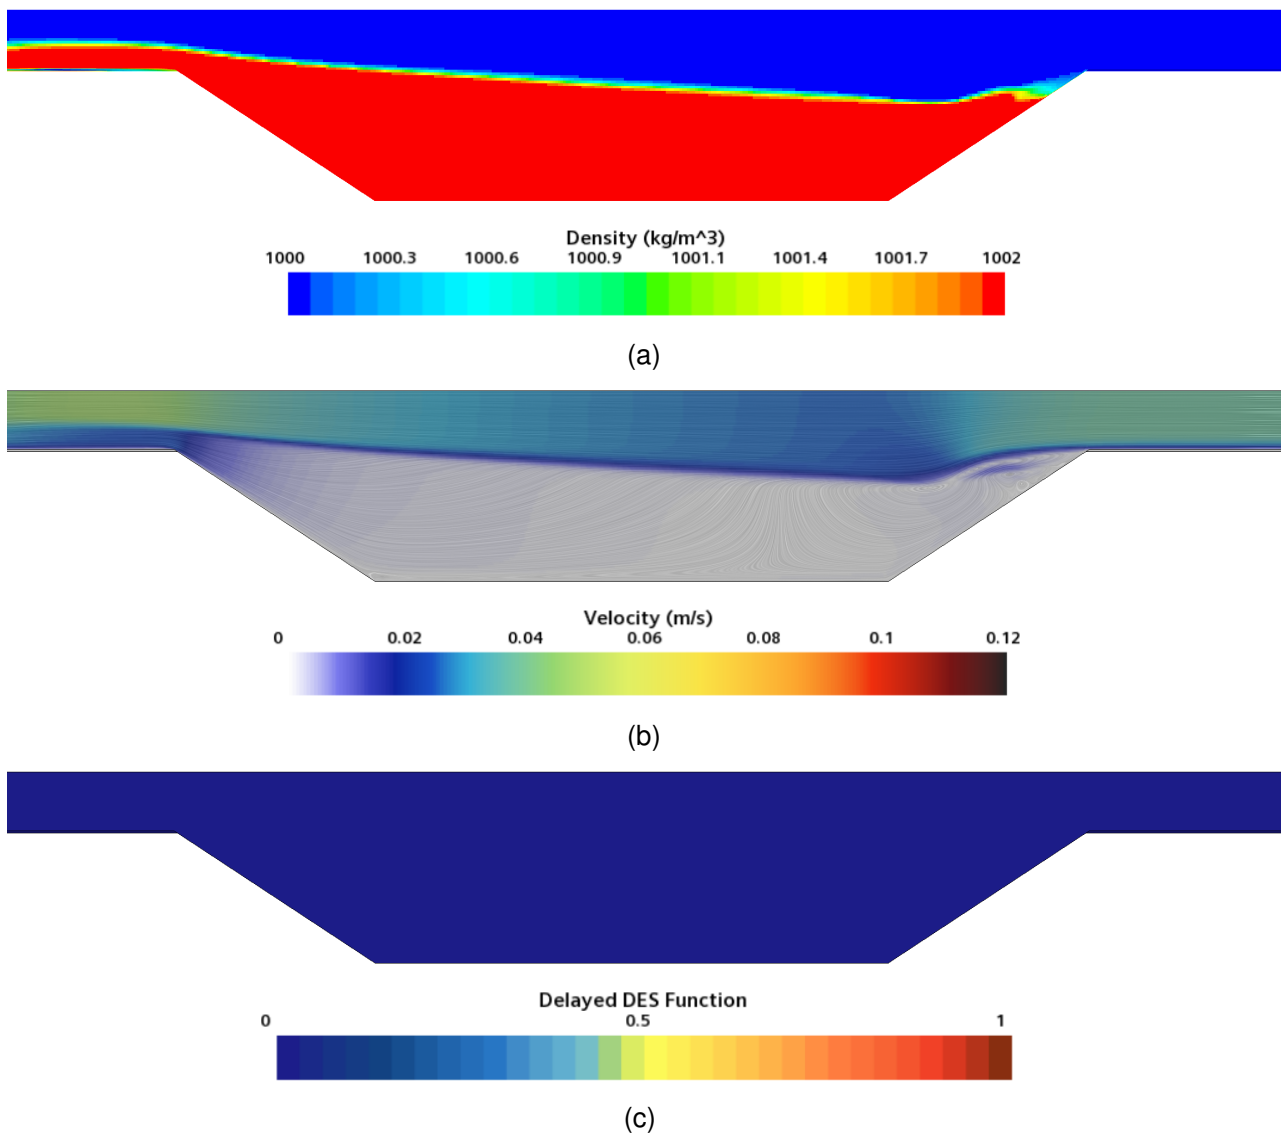 Density (kg/m^3)
1000 1000.3 1000.6 1000.9 1001.1 1001.4 1001.7 1002
(a)
Velocity (m/s)
0 0.02 0.04 0.06 0.08 0.1 0.12
(b)
Delayed DES Function
0 0.5 1
(c)